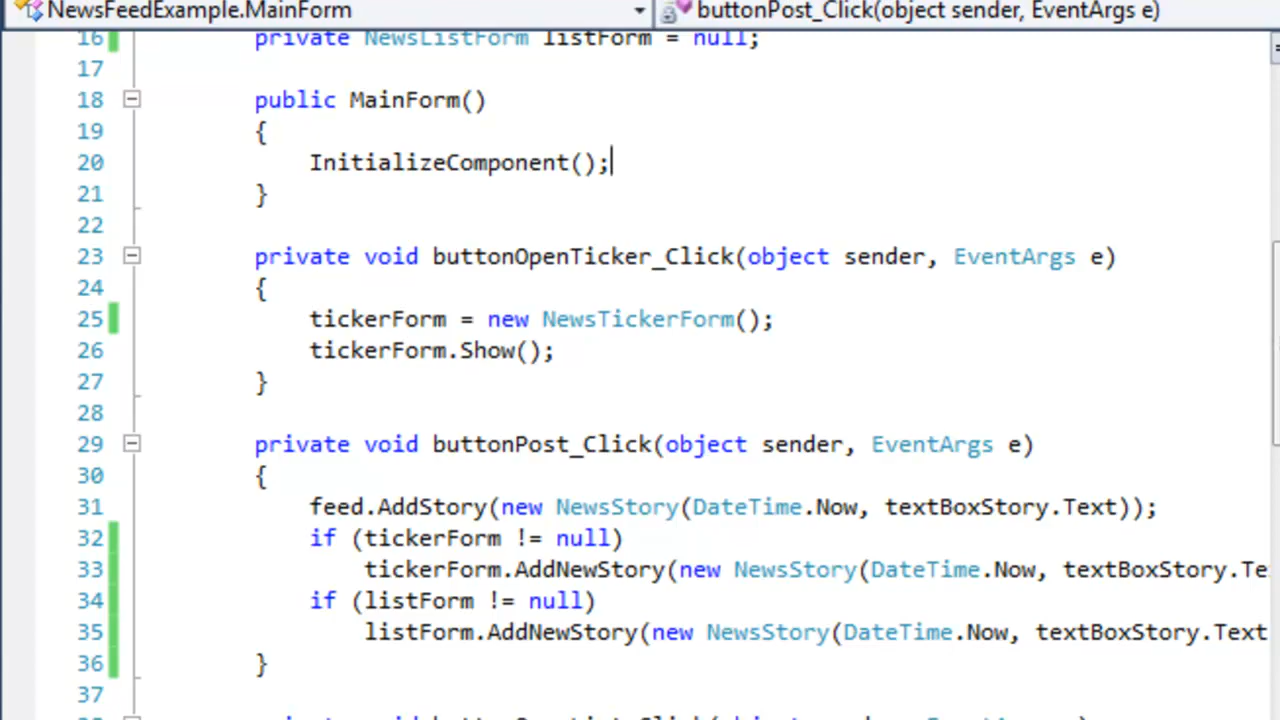 NewsFeedExample.MainForm buttonPost_Click(object sender, EventArgs e)
16 private NewsListForm listForm = null;
17
18 public MainForm()
19 {
20 InitializeComponent();
21 }
22
23 private void buttonOpenTicker_Click(object sender, EventArgs e)
24 {
25 tickerForm = new NewsTickerForm();
26 tickerForm.Show();
27 }
28
29 private void buttonPost_Click(object sender, EventArgs e)
30 {
31 feed.AddStory(new NewsStory(DateTime.Now, textBoxStory.Text));
32 if (tickerForm != null)
33 tickerForm.AddNewStory(new NewsStory(DateTime.Now, textBoxStory.Te
34 if (listForm != null)
35 listForm.AddNewStory(new NewsStory(DateTime.Now, textBoxStory.Text
36 }
37